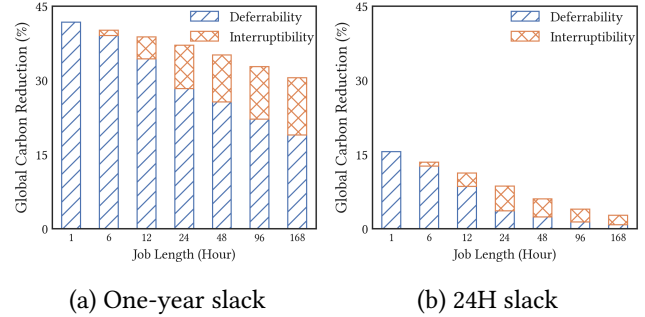 Global Carbon Reduction (%)
45
30
15
0
Deferrability
Interruptibility
1 6 12 24 48 96 168
Job Length (Hour)
(a) One-year slack
Global Carbon Reduction (%)
45
30
15
0
Deferrability
Interruptibility
1 6 12 24 48 96 168
Job Length (Hour)
(b) 24H slack